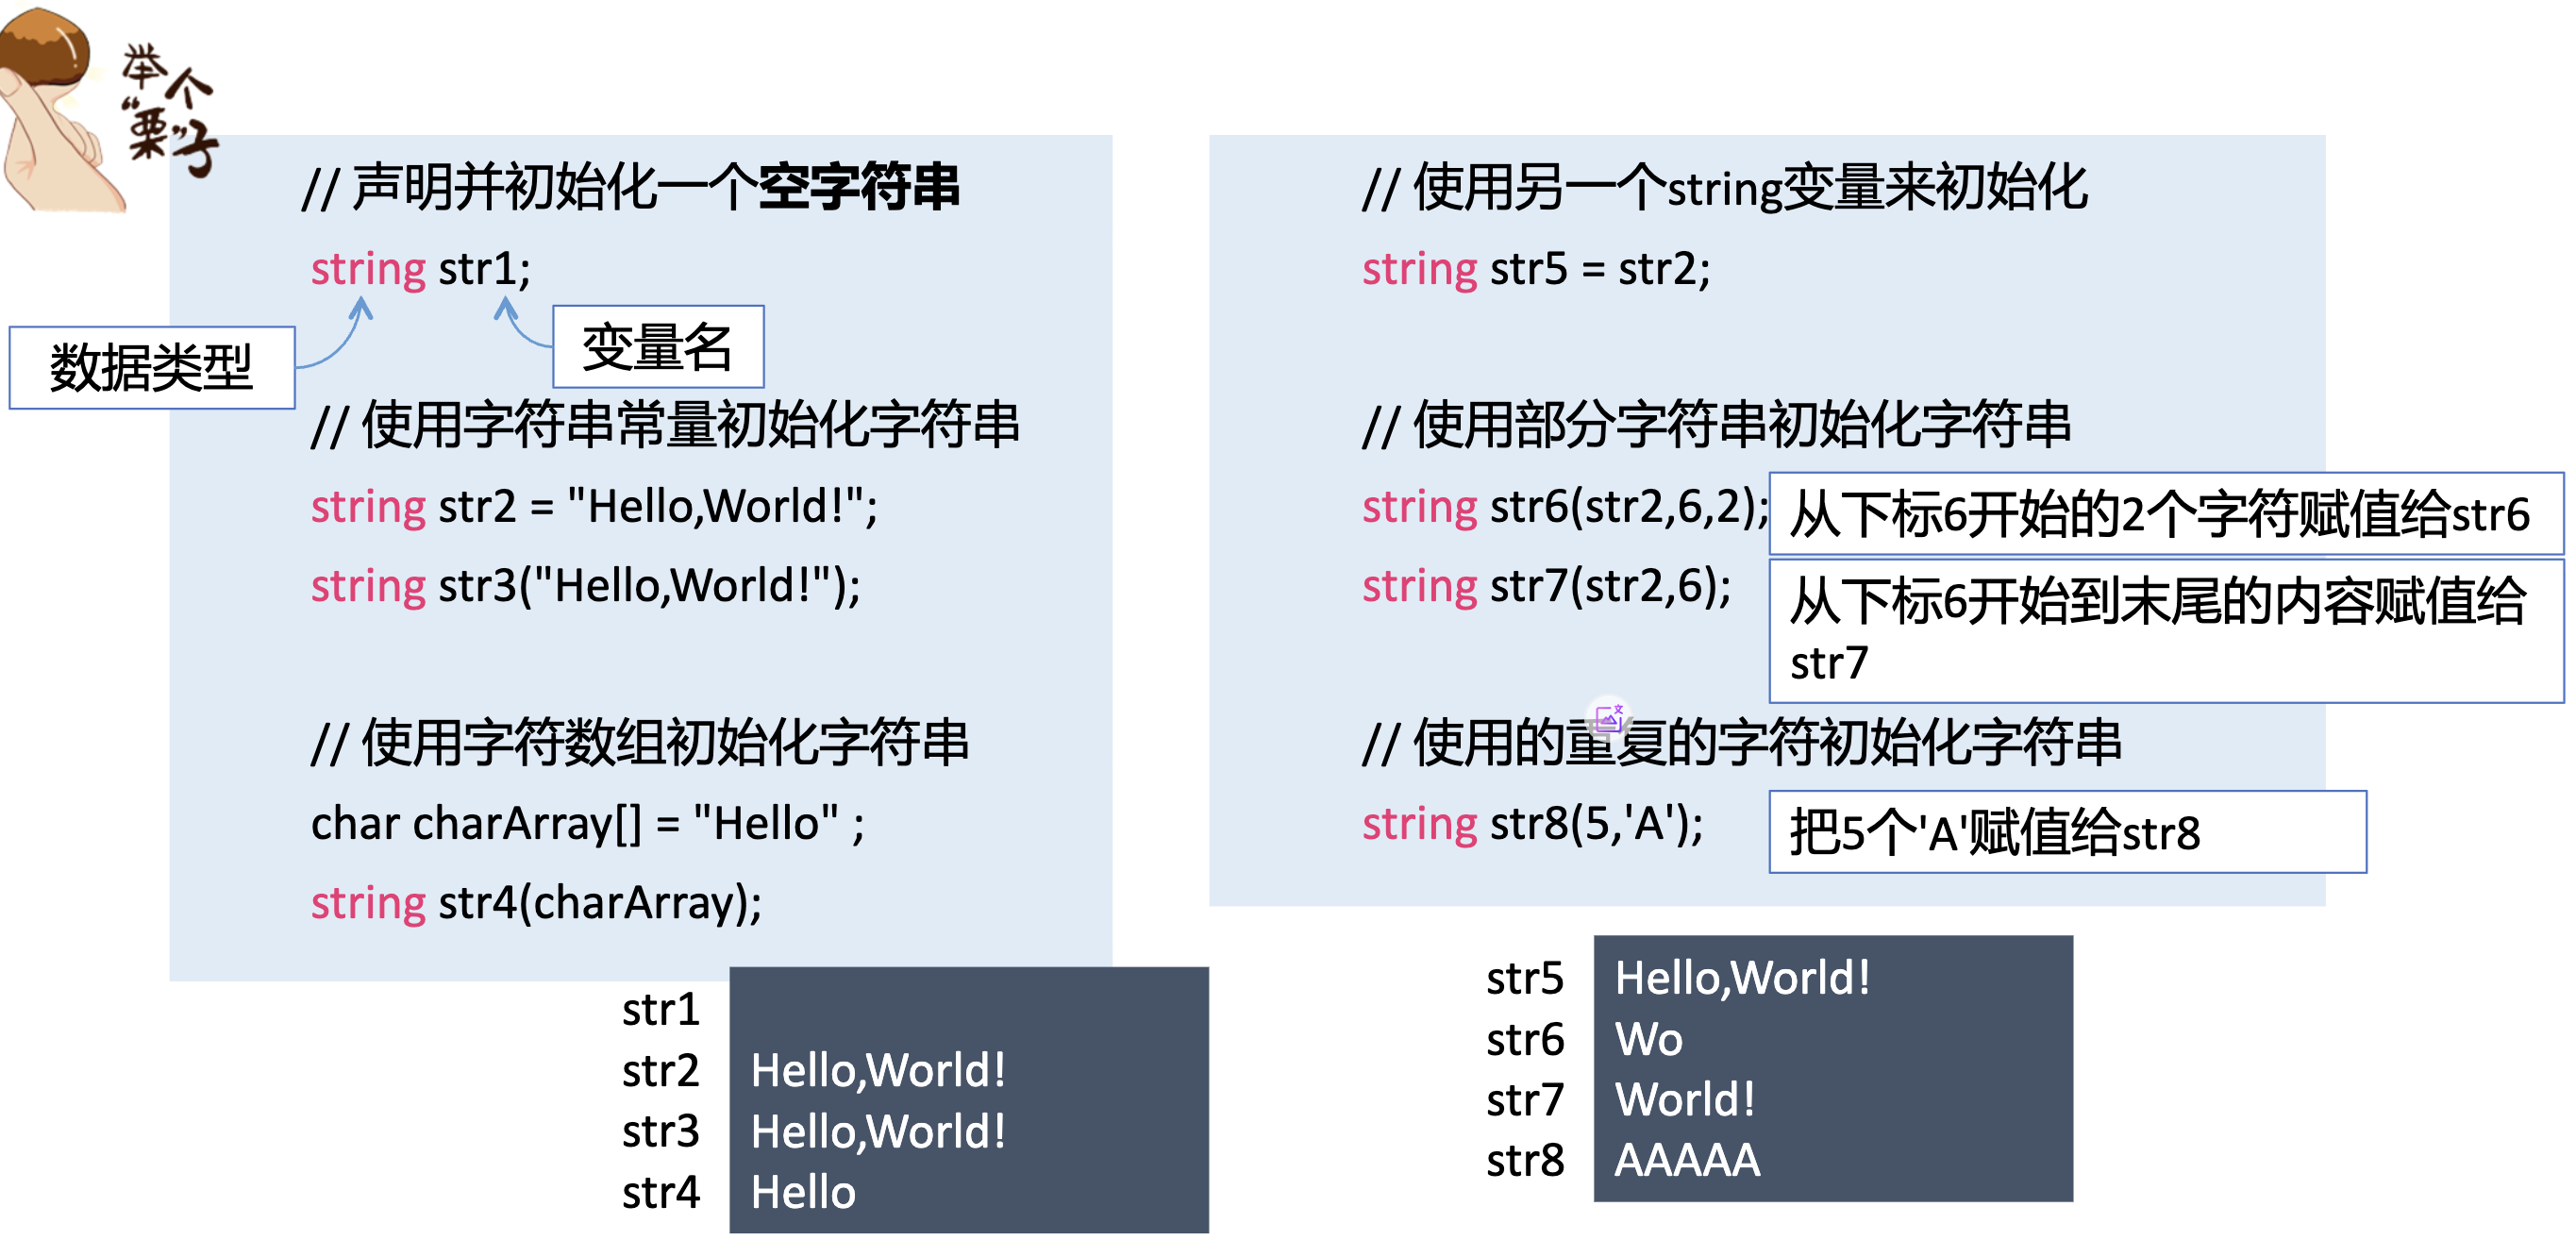 举个
“栗”子
// 声明并初始化一个空字符串
string str1;
数据类型
变量名
// 使用字符串常量初始化字符串
string str2 = "Hello,World!";
string str3("Hello,World!");
// 使用字符数组初始化字符串
char charArray[] = "Hello" ;
string str4(charArray);
str1
str2 Hello,World!
str3 Hello,World!
str4 Hello
// 使用另一个string变量来初始化
string str5 = str2;
// 使用部分字符串初始化字符串
string str6(str2,6,2);
从下标6开始的2个字符赋值给str6
string str7(str2,6);
从下标6开始到末尾的内容赋值给
str7
// 使用的重复的字符初始化字符串
string str8(5,'A');
把5个'A'赋值给str8
str5 Hello,World!
str6 Wo
str7 World!
str8 AAAAA